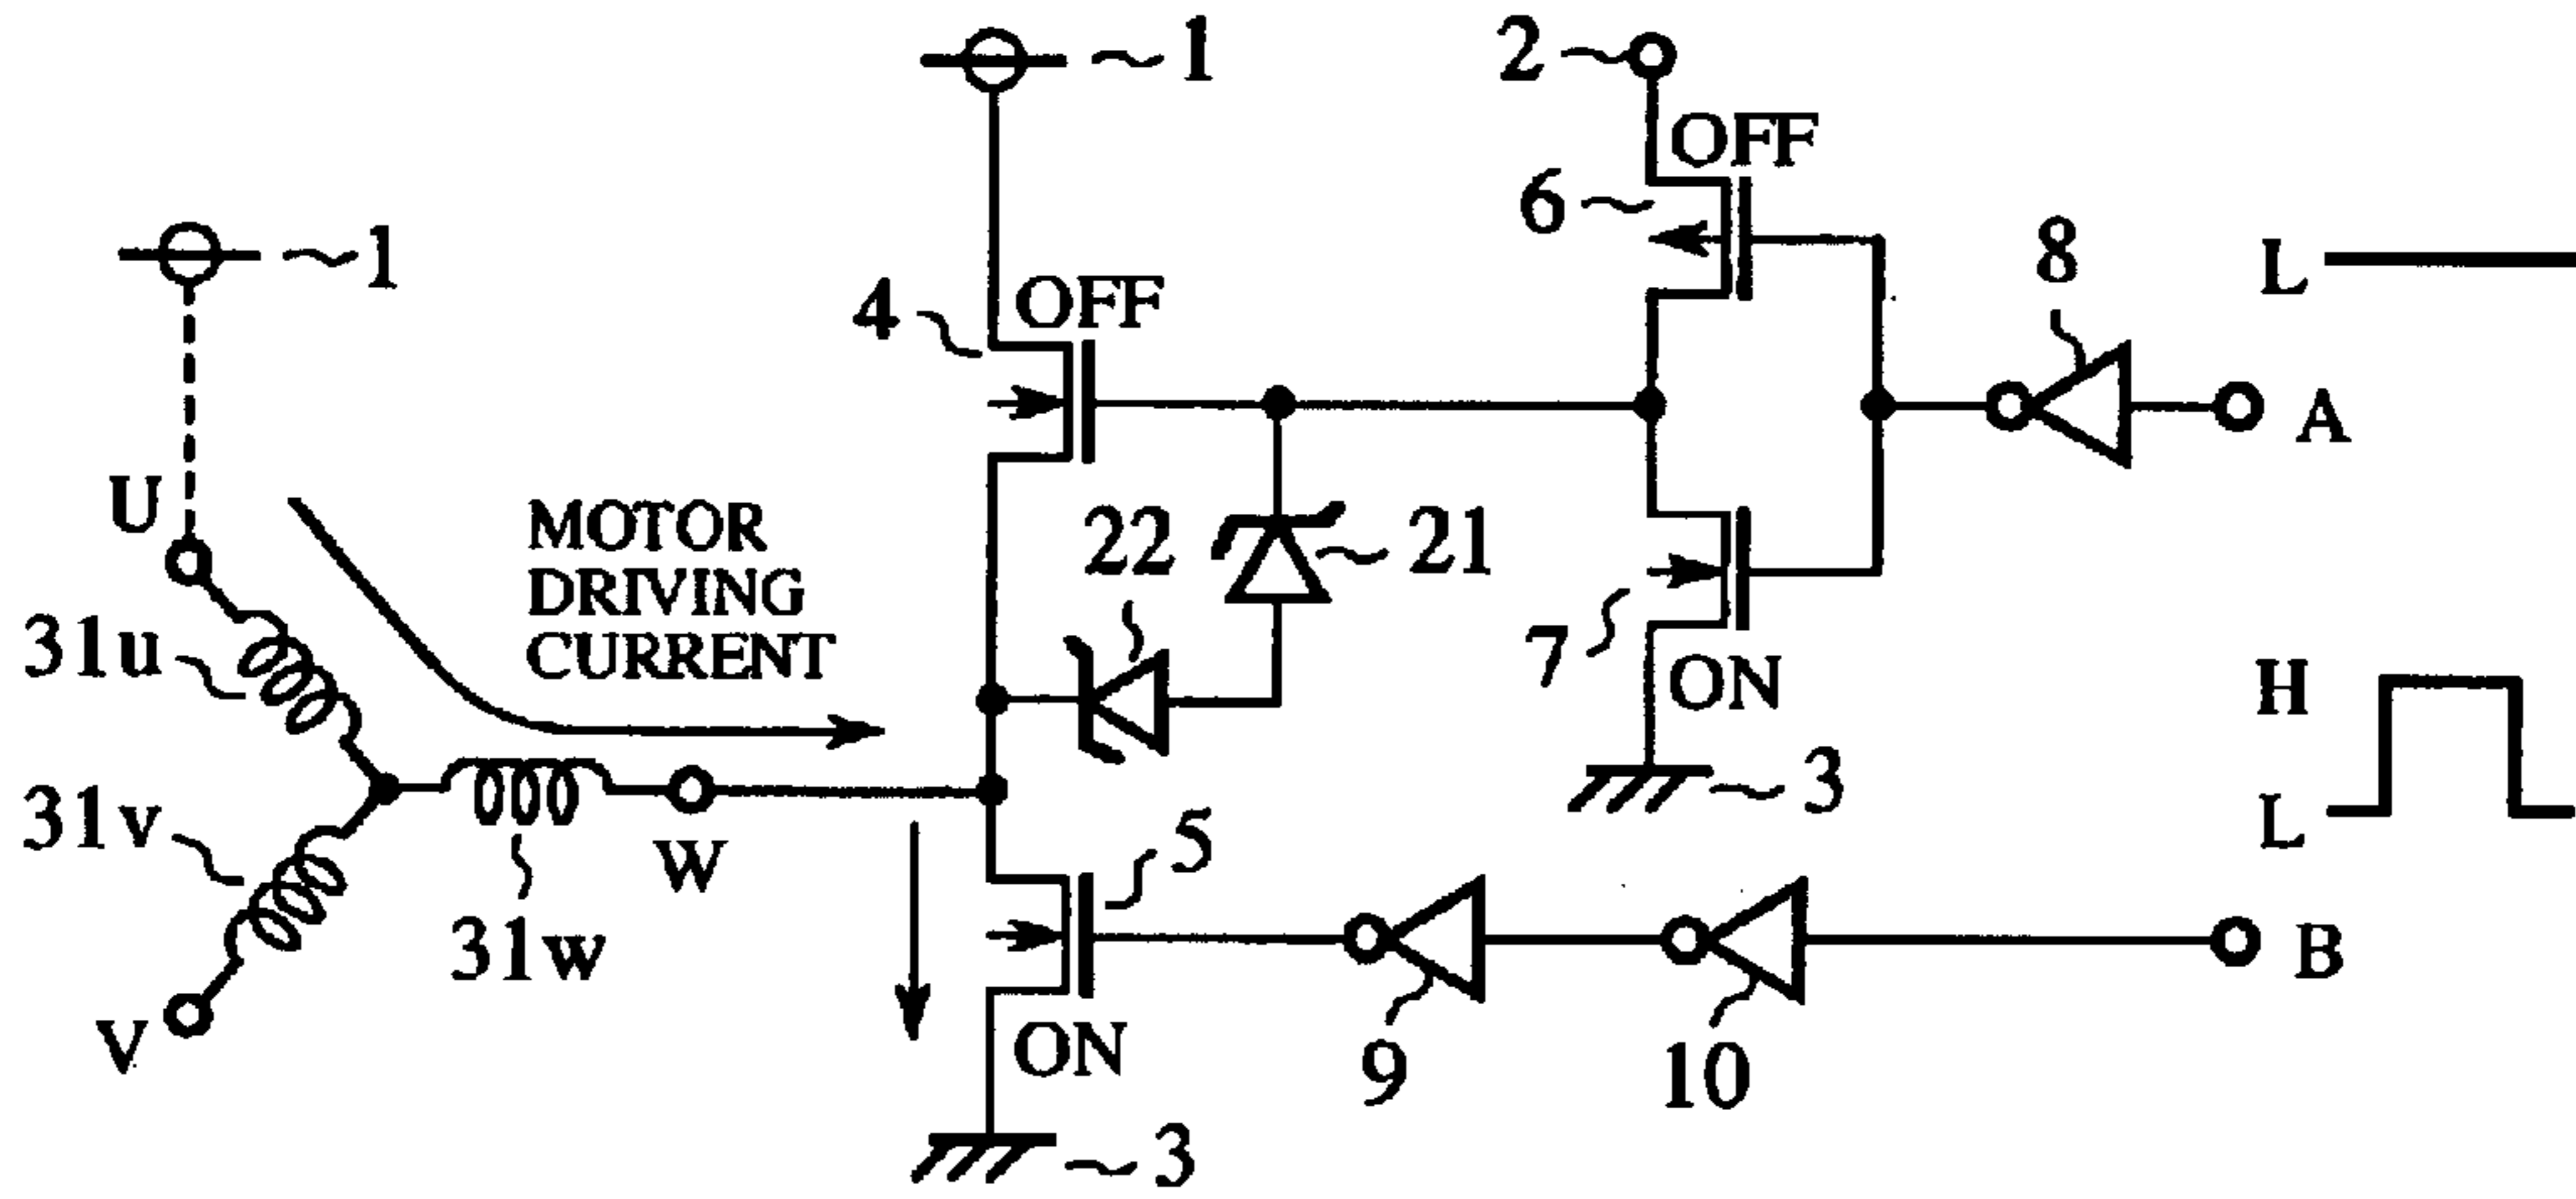 ~1
2
OFF
6
~1
8
L
4
OFF
A
U
MOTOR
DRIVING
CURRENT
22
~21
31u
7
ON
H
L
~3
31v
5
W
31w
B
V
ON
9
10
~3